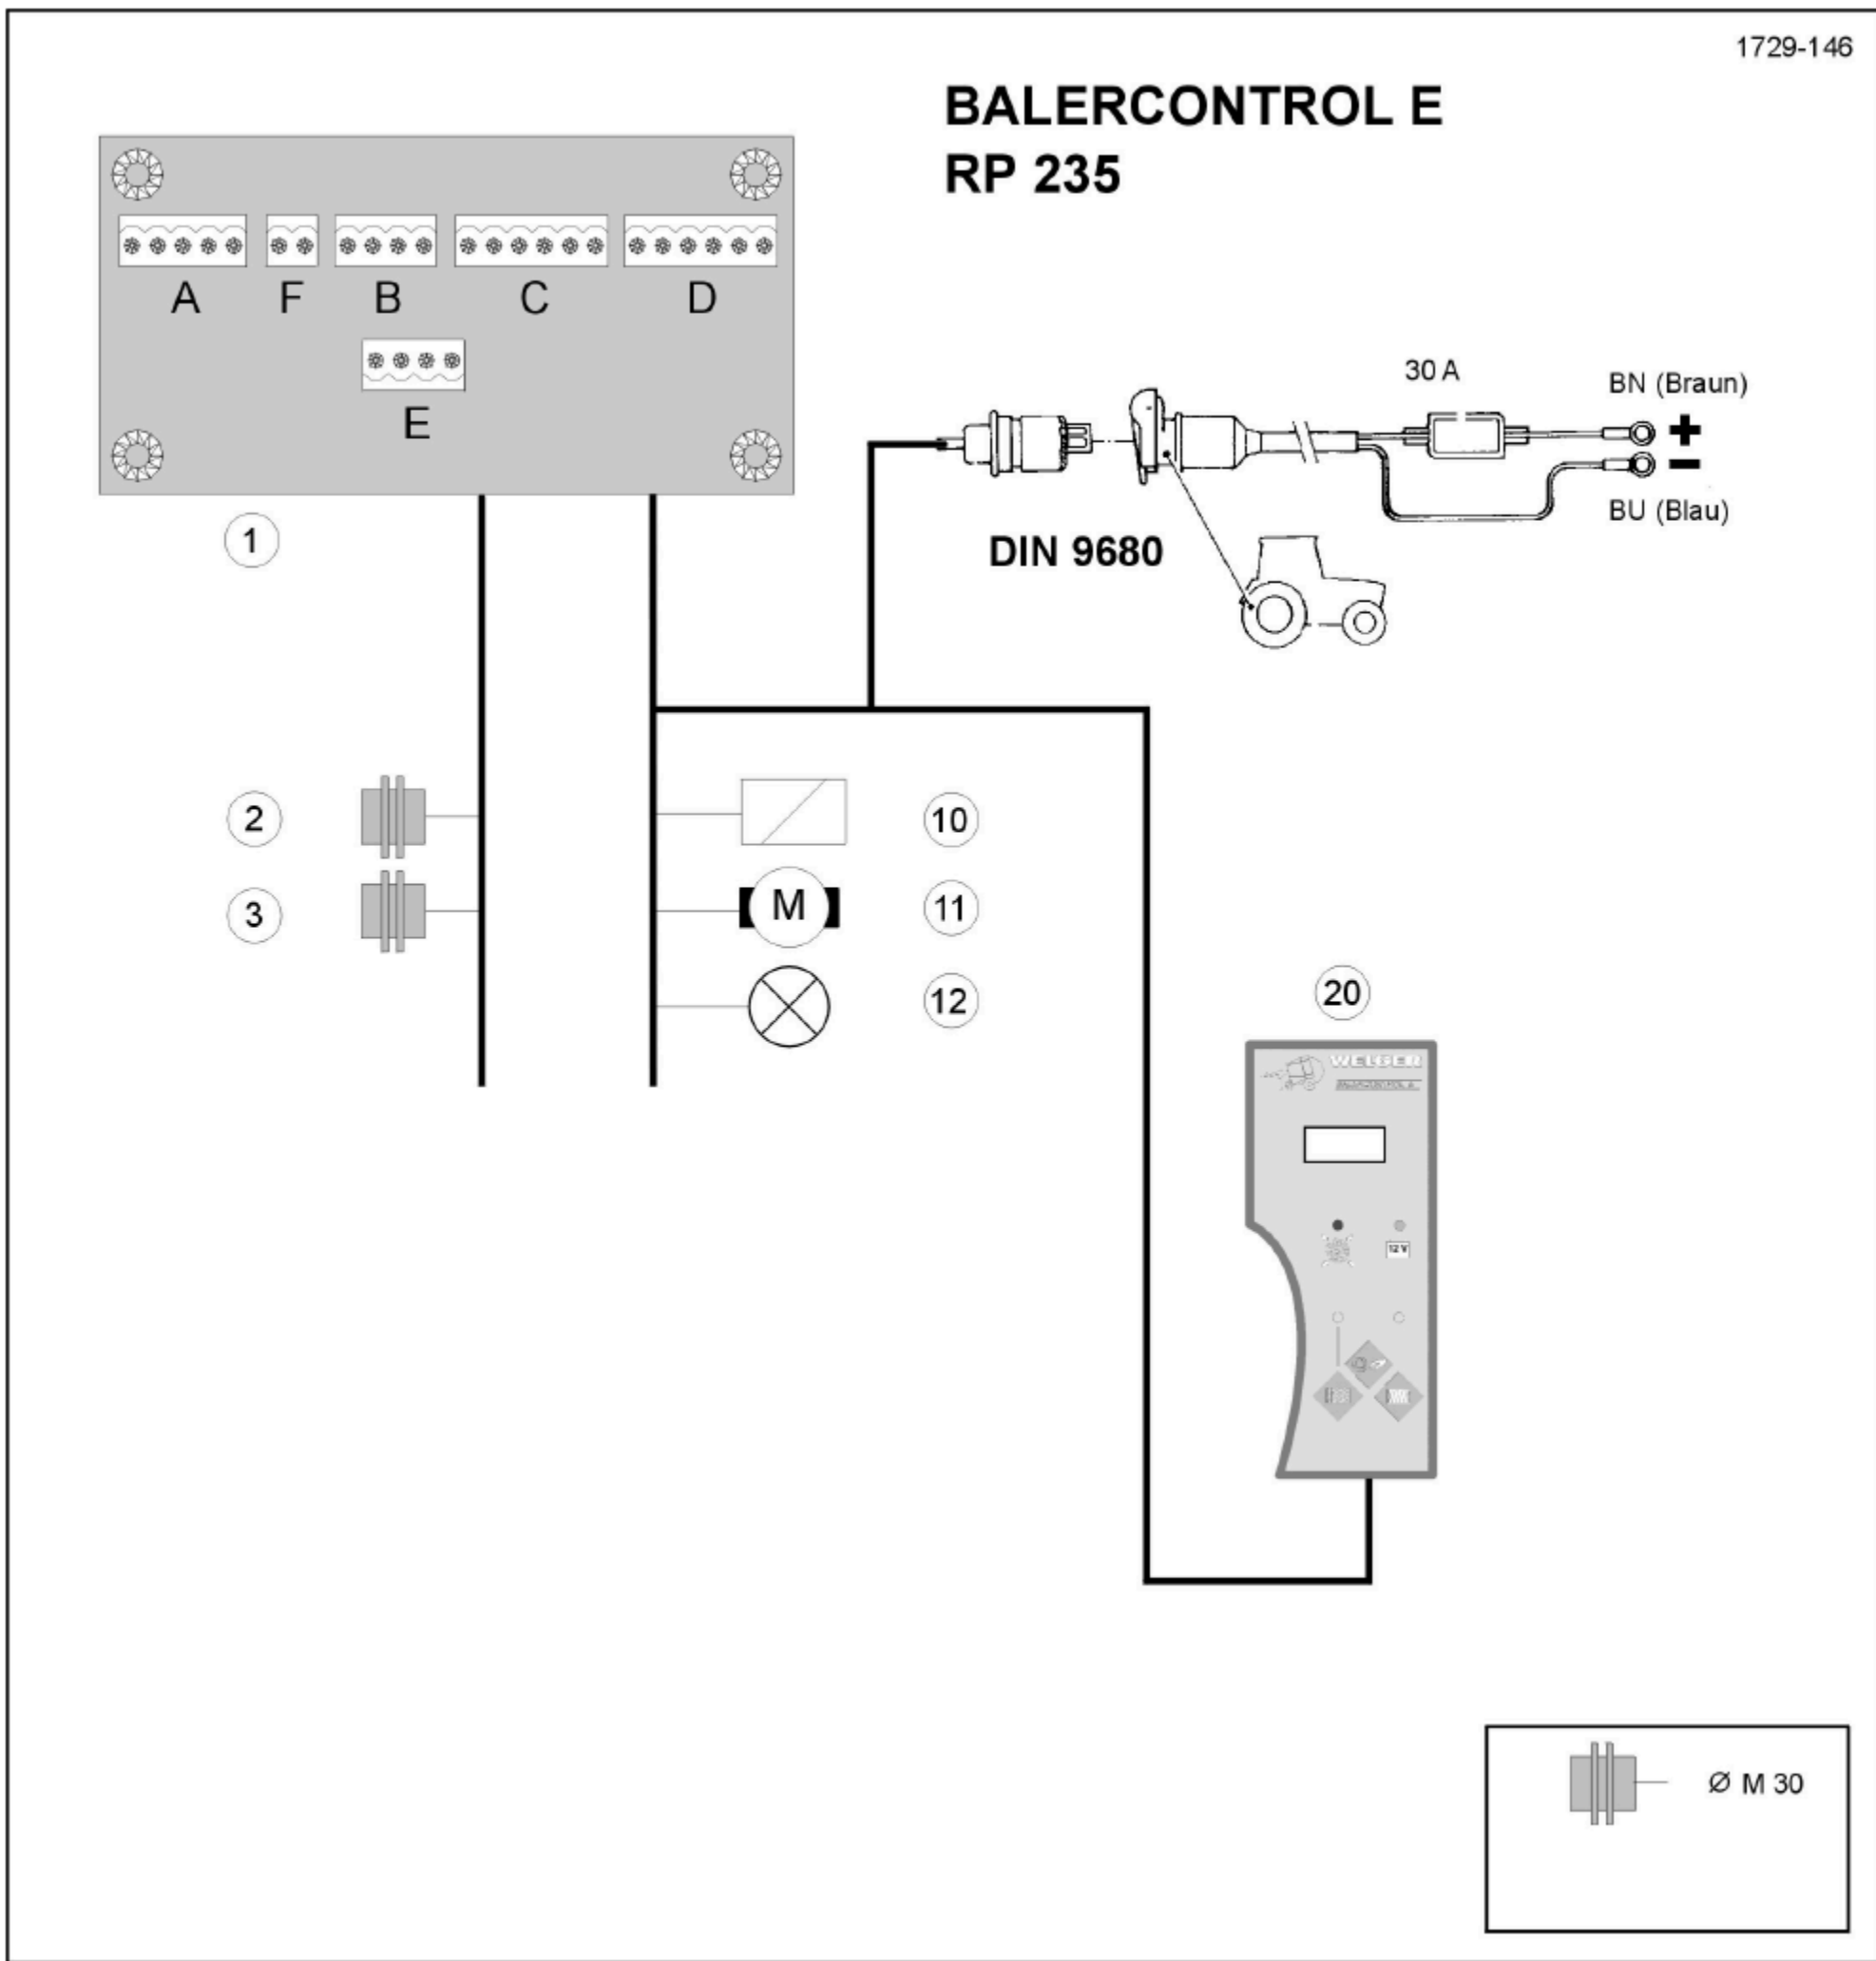 1729-146
BALERCONTROL E
RP 235
A F B C D
E
30 A
BN (Braun)
+
−
BU (Blau)
DIN 9680
1
2
3
10
M
11
12
20
WELGER
12 V
Ø M 30